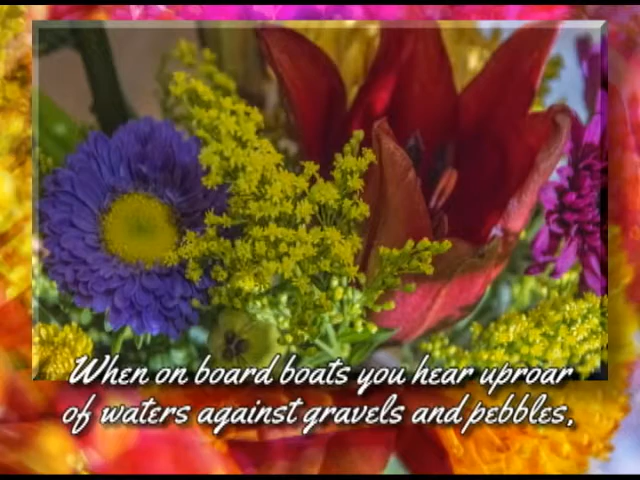 When on board boats you hear uproar
of waters against gravels and pebbles,